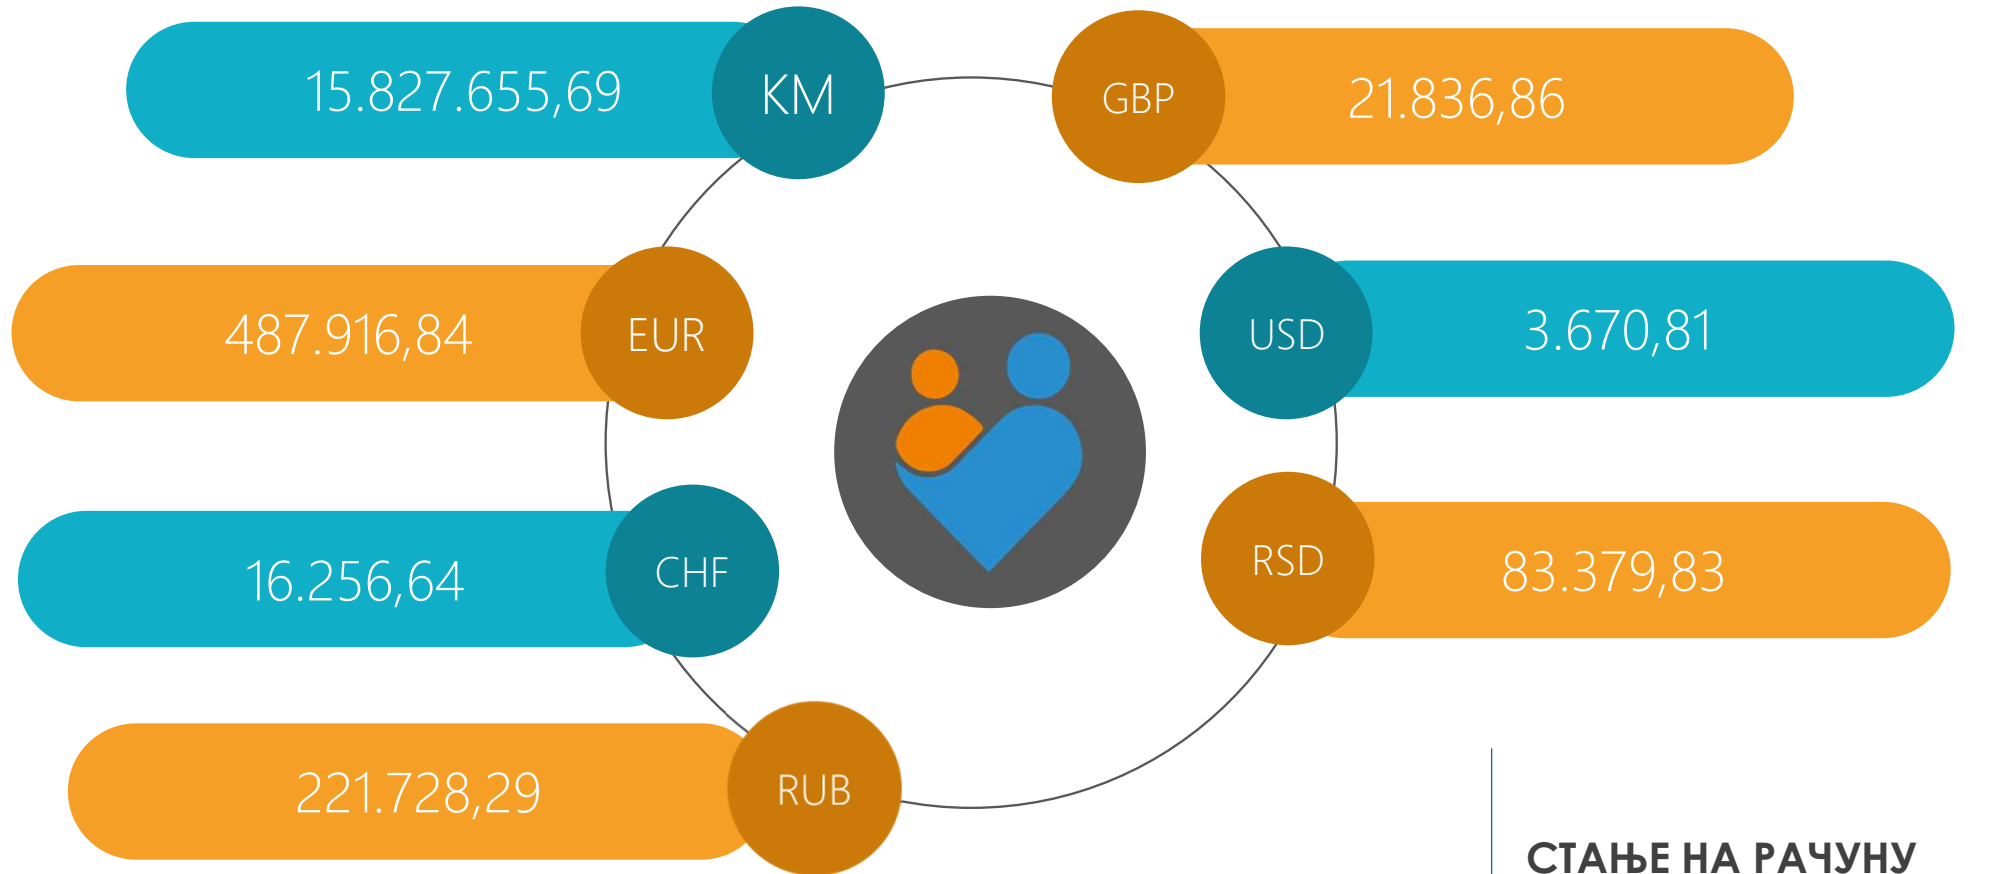 15.827.655,69 KM
GBP 21.836,86
487.916,84 EUR
USD 3.670,81
16.256,64 CHF
RSD 83.379,83
221.728,29 RUB
СТАЊЕ НА РАЧУНУ